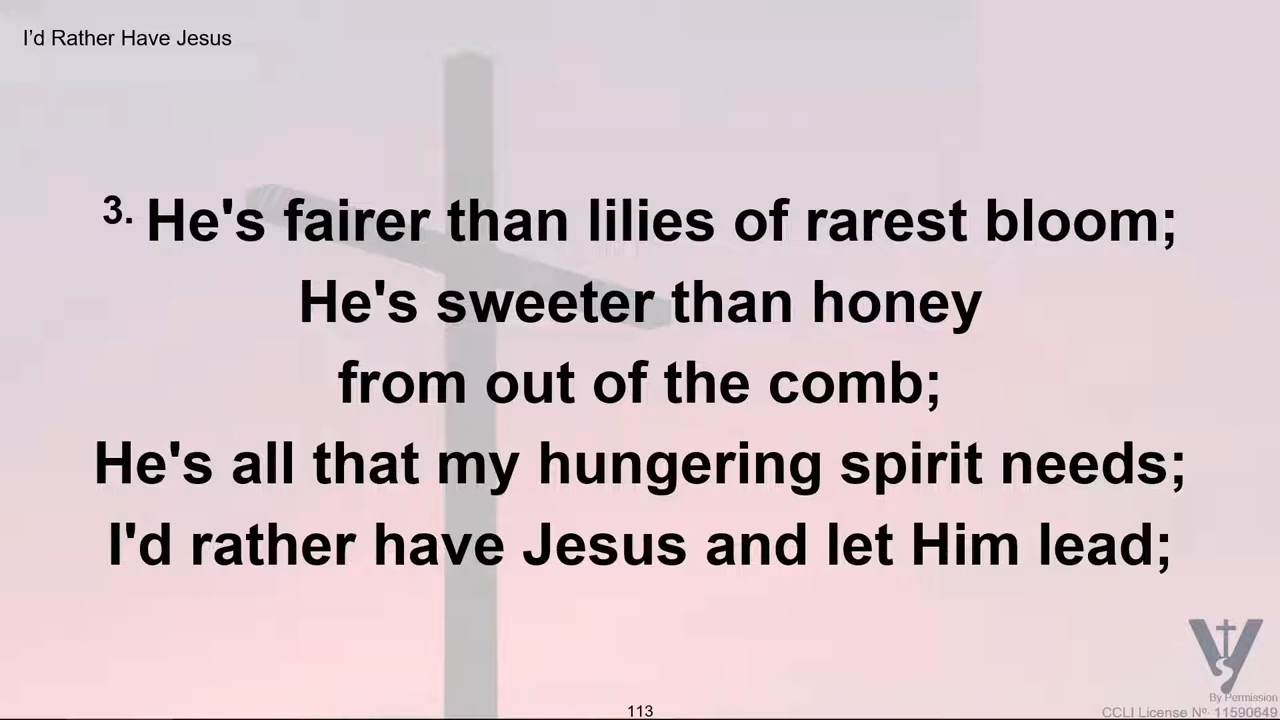 I’d Rather Have Jesus
3. He's fairer than lilies of rarest bloom;
He's sweeter than honey
from out of the comb;
He's all that my hungering spirit needs;
I'd rather have Jesus and let Him lead;
By Permission
113
CCLI License Nº. 11590649